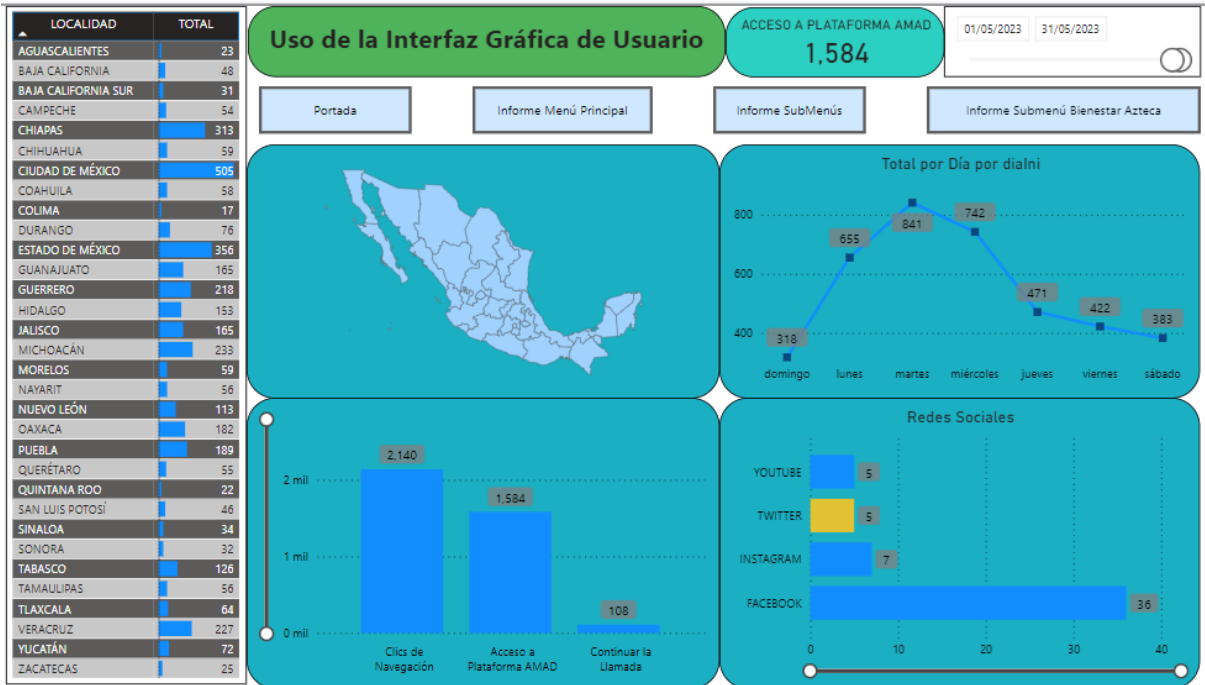 LOCALIDAD TOTAL
AGUASCALIENTES 23
BAJA CALIFORNIA 48
BAJA CALIFORNIA SUR 31
CAMPECHE 54
CHIAPAS 313
CHIHUAHUA 59
CIUDAD DE MÉXICO 505
COAHUILA 58
COLIMA 17
DURANGO 76
ESTADO DE MÉXICO 356
GUANAJUATO 165
GUERRERO 218
HIDALGO 153
JALISCO 165
MICHOACÁN 233
MORELOS 59
NAYARIT 56
NUEVO LEÓN 113
OAXACA 182
PUEBLA 189
QUERÉTARO 55
QUINTANA ROO 22
SAN LUIS POTOSÍ 46
SINALOA 34
SONORA 32
TABASCO 126
TAMAULIPAS 56
TLAXCALA 64
VERACRUZ 227
YUCATÁN 72
ZACATECAS 25
Uso de la Interfaz Gráfica de Usuario
ACCESO A PLATAFORMA AMAD
1,584
01/05/2023 31/05/2023
Portada
Informe Menú Principal
Informe SubMenús
Informe Submenú Bienestar Azteca
Total por Día por diaIni
800
600
400
318
655
841
742
471
422
383
domingo lunes martes miércoles jueves viernes sábado
2 mil
1 mil
0 mil
2,140
1,584
108
Clics de
Navegación
Acceso a
Plataforma AMAD
Continuar la
Llamada
Redes Sociales
YOUTUBE 5
TWITTER 5
INSTAGRAM 7
FACEBOOK 36
0 10 20 30 40